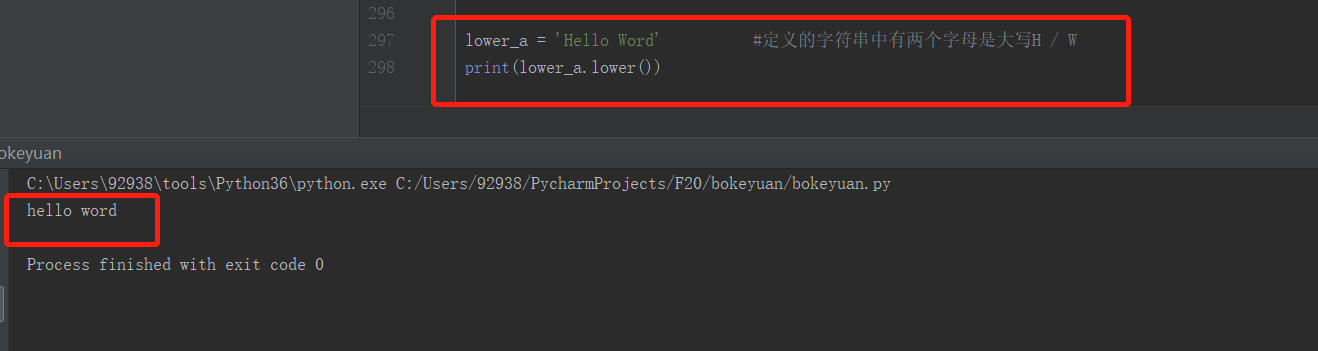 296
297 lower_a = 'Hello Word' #定义的字符串中有两个字母是大写H / W
298 print(lower_a.lower())
okeyuan
C:\Users\92938\tools\Python36\python.exe C:/Users/92938/PycharmProjects/F20/bokeyuan/bokeyuan.py
hello word
Process finished with exit code 0